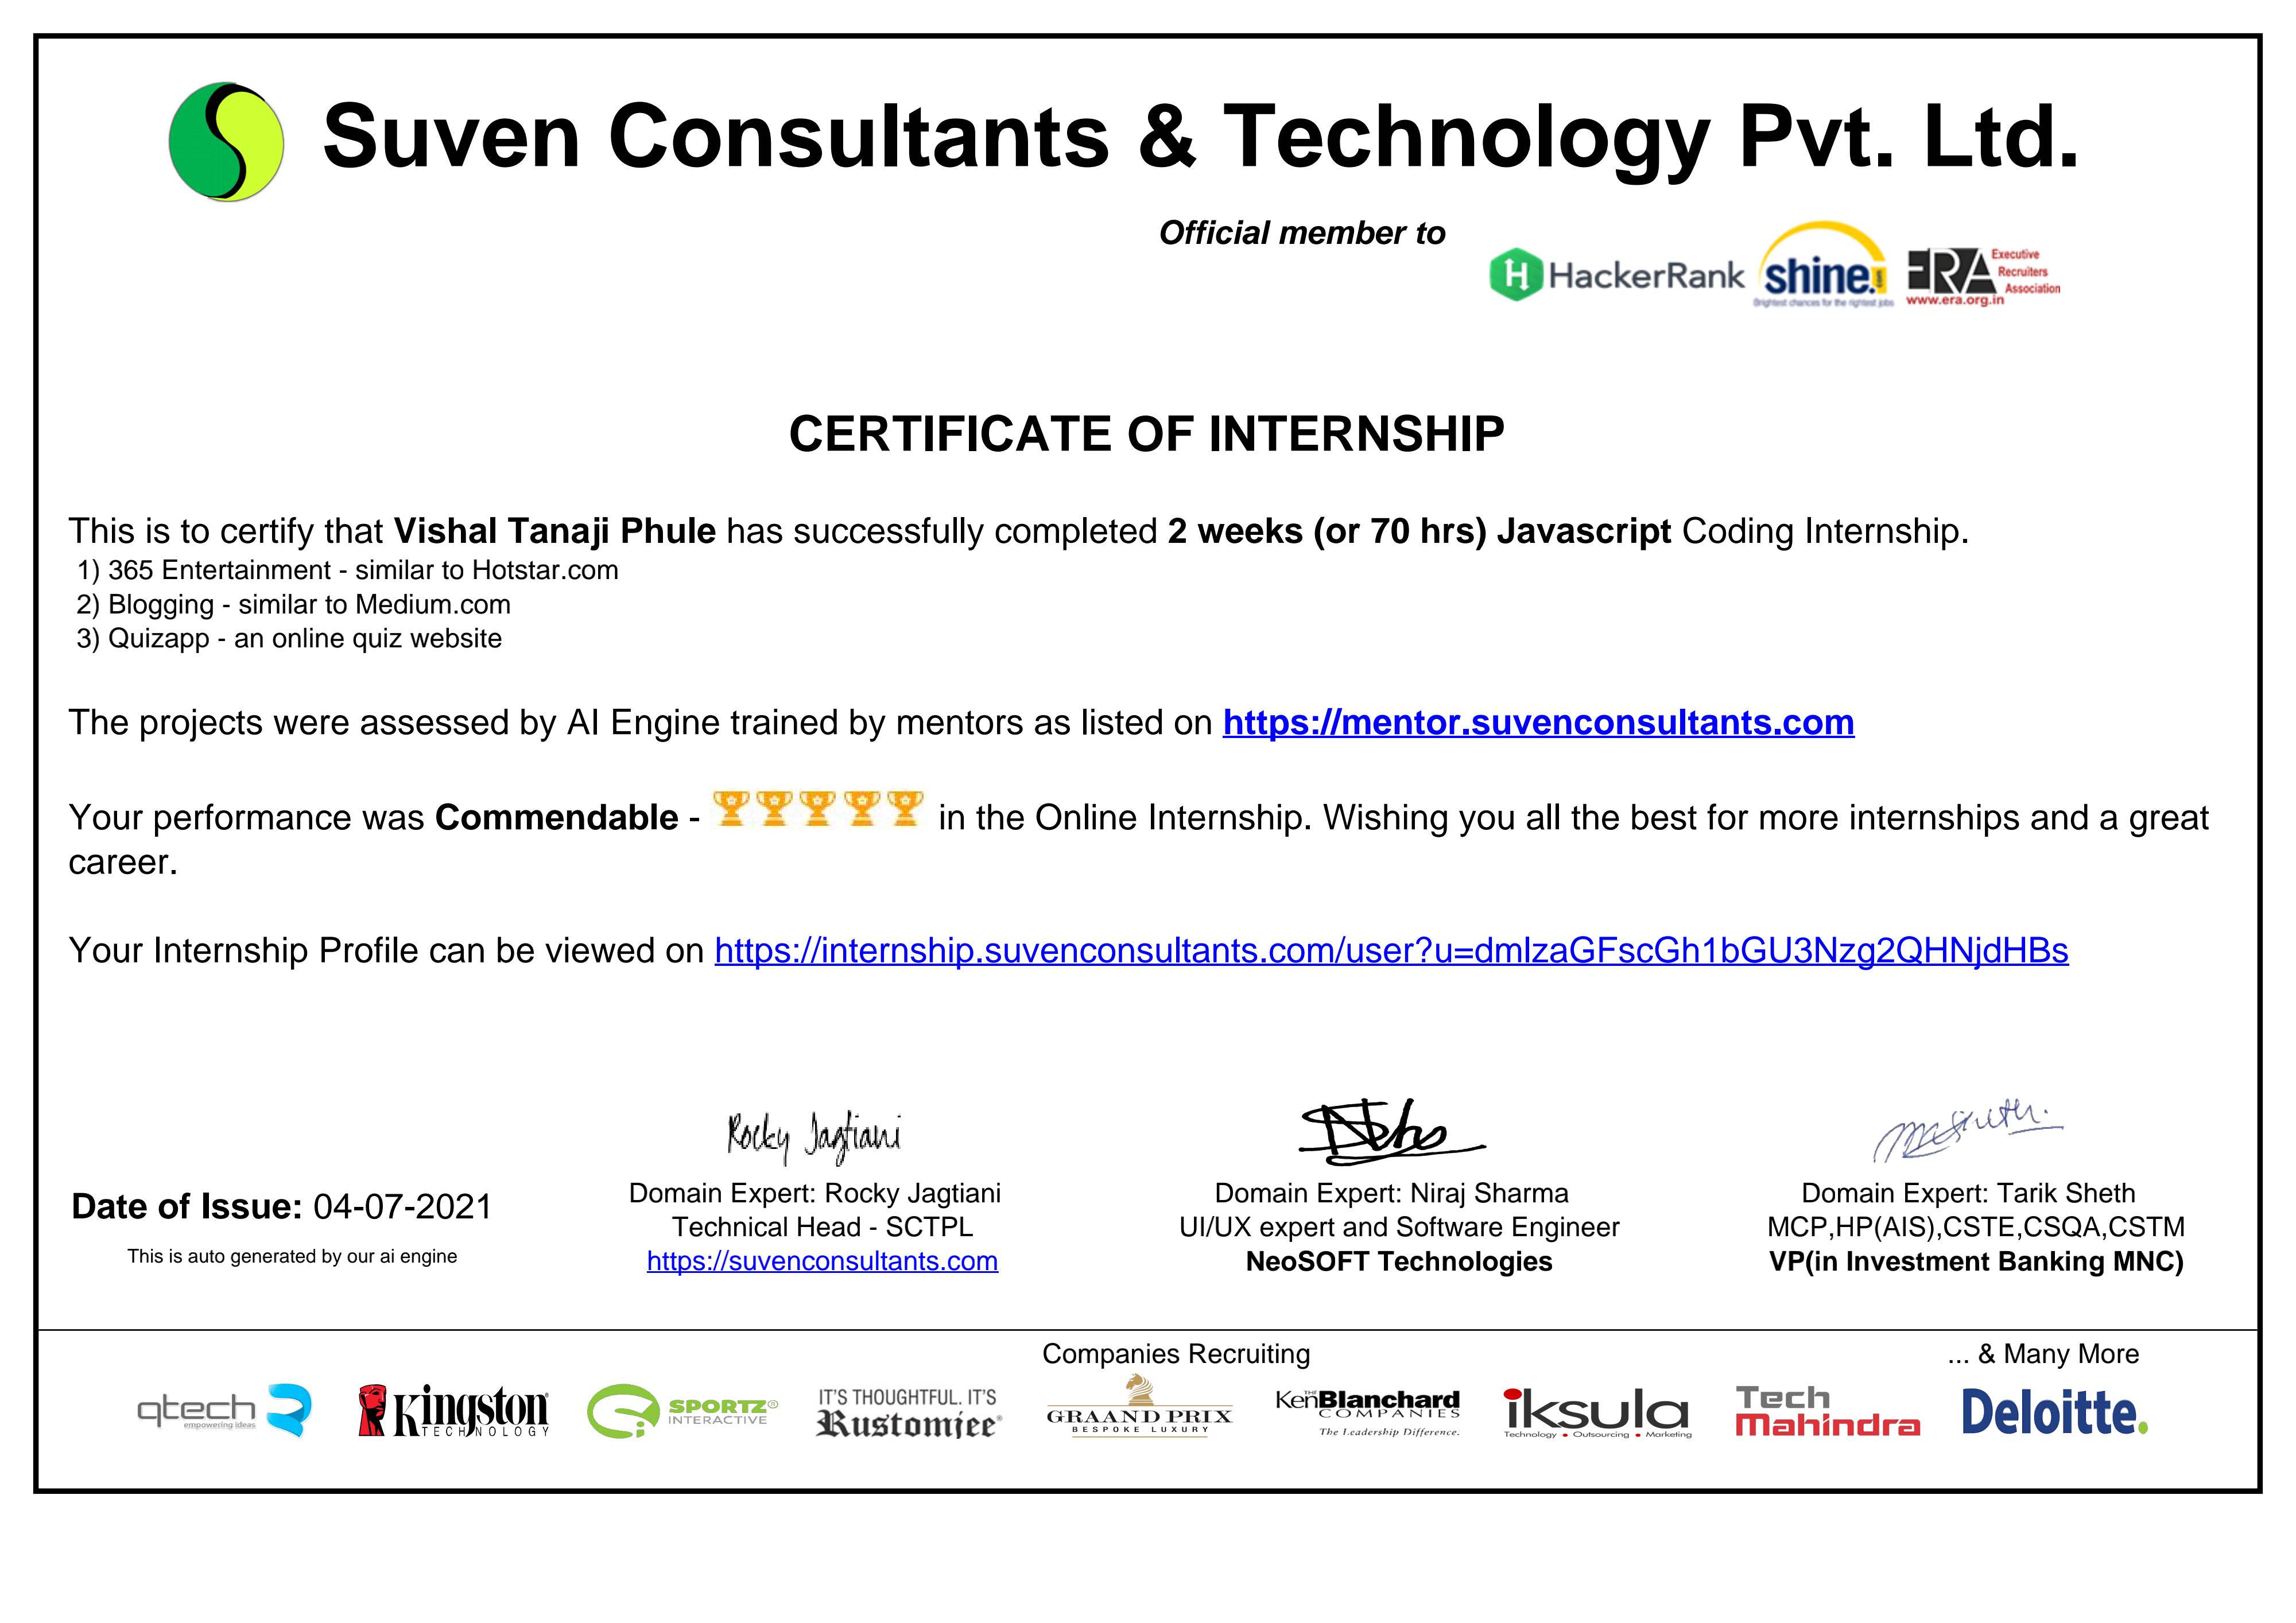 Suven Consultants & Technology Pvt. Ltd.
Official member to
HackerRank
shine.com
Brightest chances for the rightest jobs
ERA Executive Recruiters Association
www.era.org.in
CERTIFICATE OF INTERNSHIP
This is to certify that Vishal Tanaji Phule has successfully completed 2 weeks (or 70 hrs) Javascript Coding Internship.
1) 365 Entertainment - similar to Hotstar.com
2) Blogging - similar to Medium.com
3) Quizapp - an online quiz website
The projects were assessed by AI Engine trained by mentors as listed on https://mentor.suvenconsultants.com
Your performance was Commendable - in the Online Internship. Wishing you all the best for more internships and a great
career.
Your Internship Profile can be viewed on https://internship.suvenconsultants.com/user?u=dmlzaGFscGh1bGU3Nzg2QHNjdHBs
Rocky Jagtiani
Date of Issue: 04-07-2021
This is auto generated by our ai engine
Domain Expert: Rocky Jagtiani
Technical Head - SCTPL
https://suvenconsultants.com
Domain Expert: Niraj Sharma
UI/UX expert and Software Engineer
NeoSOFT Technologies
Domain Expert: Tarik Sheth
MCP,HP(AIS),CSTE,CSQA,CSTM
VP(in Investment Banking MNC)
Companies Recruiting
... & Many More
qtech
empowering ideas
Kingston
TECHNOLOGY
SPORTZ®
INTERACTIVE
IT'S THOUGHTFUL. IT'S
Rustomjee®
GRAAND PRIX
BESPOKE LUXURY
THE Ken Blanchard
COMPANIES
The Leadership Difference.
iksula
Technology • Outsourcing • Marketing
Tech
Mahindra
Deloitte.